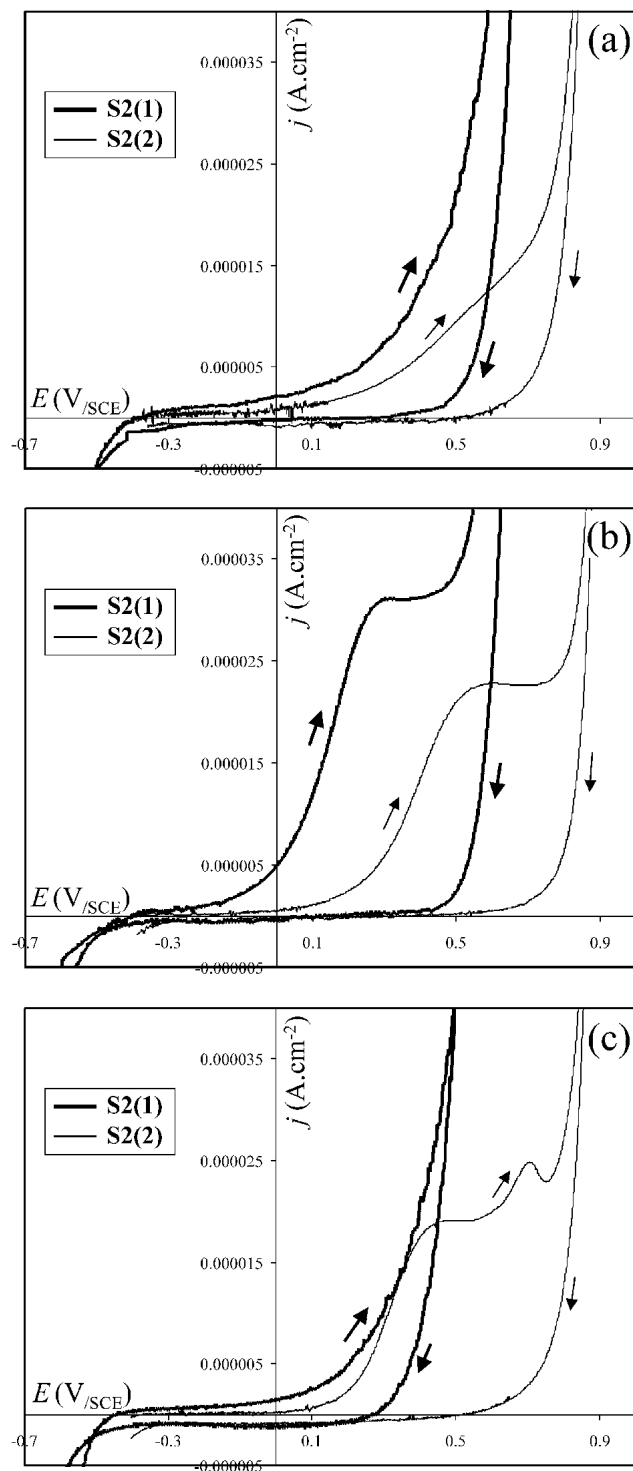 (a)
0.000035
j (A.cm-2)
S2(1)
S2(2)
0.000025
0.000015
0.000005
E (V/SCE)
-0.7
-0.3
0.1
0.5
0.9
-0.000005
(b)
0.000035
j (A.cm-2)
S2(1)
S2(2)
0.000025
0.000015
0.000005
E (V/SCE)
-0.7
-0.3
0.1
0.5
0.9
-0.000005
(c)
0.000035
j (A.cm-2)
S2(1)
S2(2)
0.000025
0.000015
0.000005
E (V/SCE)
-0.7
-0.3
0.1
0.5
0.9
-0.000005